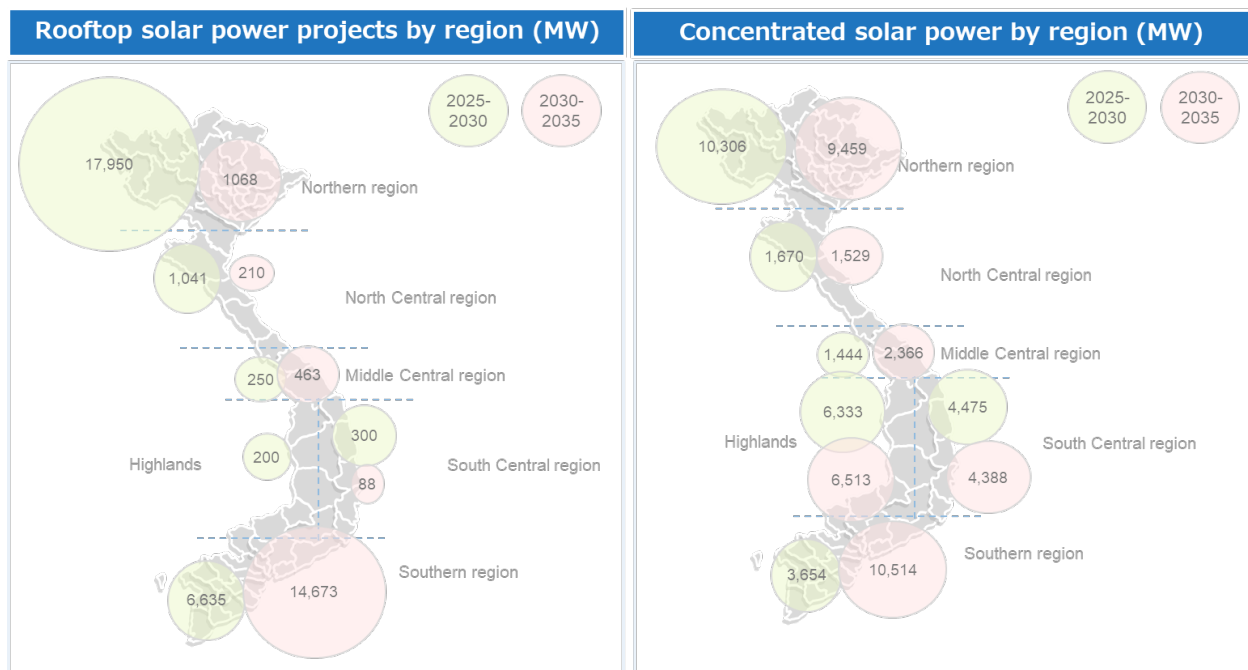 Rooftop solar power projects by region (MW)
2025-
2030
2030-
2035
17,950
1068
Northern region
1,041
210
North Central region
250
463
Middle Central region
300
200
Highlands
South Central region
88
Southern region
6,635
14,673
Concentrated solar power by region (MW)
2025-
2030
2030-
2035
10,306
9,459
Northern region
1,670
1,529
North Central region
1,444
2,366
Middle Central region
6,333
4,475
Highlands
South Central region
6,513
4,388
Southern region
3,654
10,514